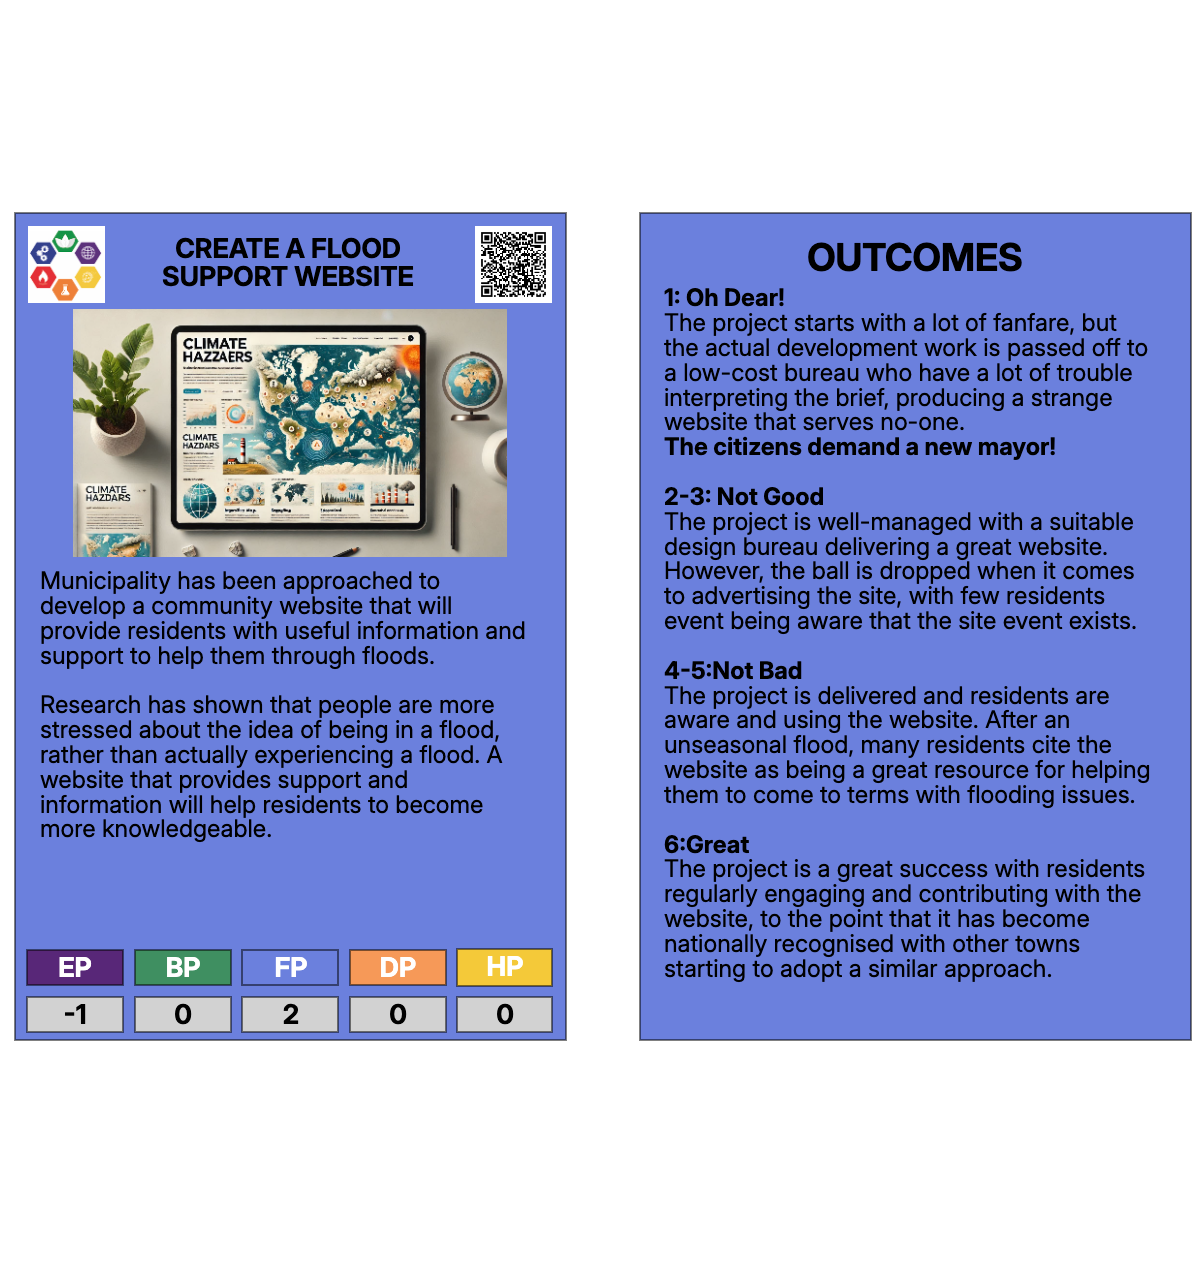 CREATE A FLOOD
SUPPORT WEBSITE
CLIMATE
HAZZAERS
CLIMATE
HAZDARS
CLIMATE
HAZDARS
Municipality has been approached to
develop a community website that will
provide residents with useful information and
support to help them through floods.
Research has shown that people are more
stressed about the idea of being in a flood,
rather than actually experiencing a flood. A
website that provides support and
information will help residents to become
more knowledgeable.
EP BP FP DP HP
-1 0 2 0 0
OUTCOMES
1: Oh Dear!
The project starts with a lot of fanfare, but
the actual development work is passed off to
a low-cost bureau who have a lot of trouble
interpreting the brief, producing a strange
website that serves no-one.
The citizens demand a new mayor!
2-3: Not Good
The project is well-managed with a suitable
design bureau delivering a great website.
However, the ball is dropped when it comes
to advertising the site, with few residents
event being aware that the site event exists.
4-5:Not Bad
The project is delivered and residents are
aware and using the website. After an
unseasonal flood, many residents cite the
website as being a great resource for helping
them to come to terms with flooding issues.
6:Great
The project is a great success with residents
regularly engaging and contributing with the
website, to the point that it has become
nationally recognised with other towns
starting to adopt a similar approach.